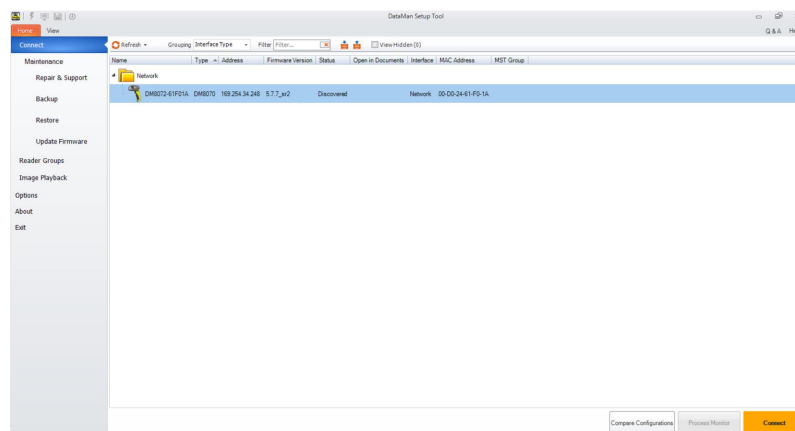 DataMan Setup Tool
Home View Q & A
Connect
Maintenance
Repair & Support
Backup
Restore
Update Firmware
Reader Groups
Image Playback
Options
About
Exit
Refresh Grouping Interface Type Filter Filter... View Hidden (0)
Name Type Address Firmware Version Status Open in Documents Interface MAC Address MST Group
Network
DM8072-61F01A DM8070 169.254.34.248 5.7.7_sr2 Discovered Network 00-D0-24-61-F0-1A
Compare Configurations Process Monitor Connect